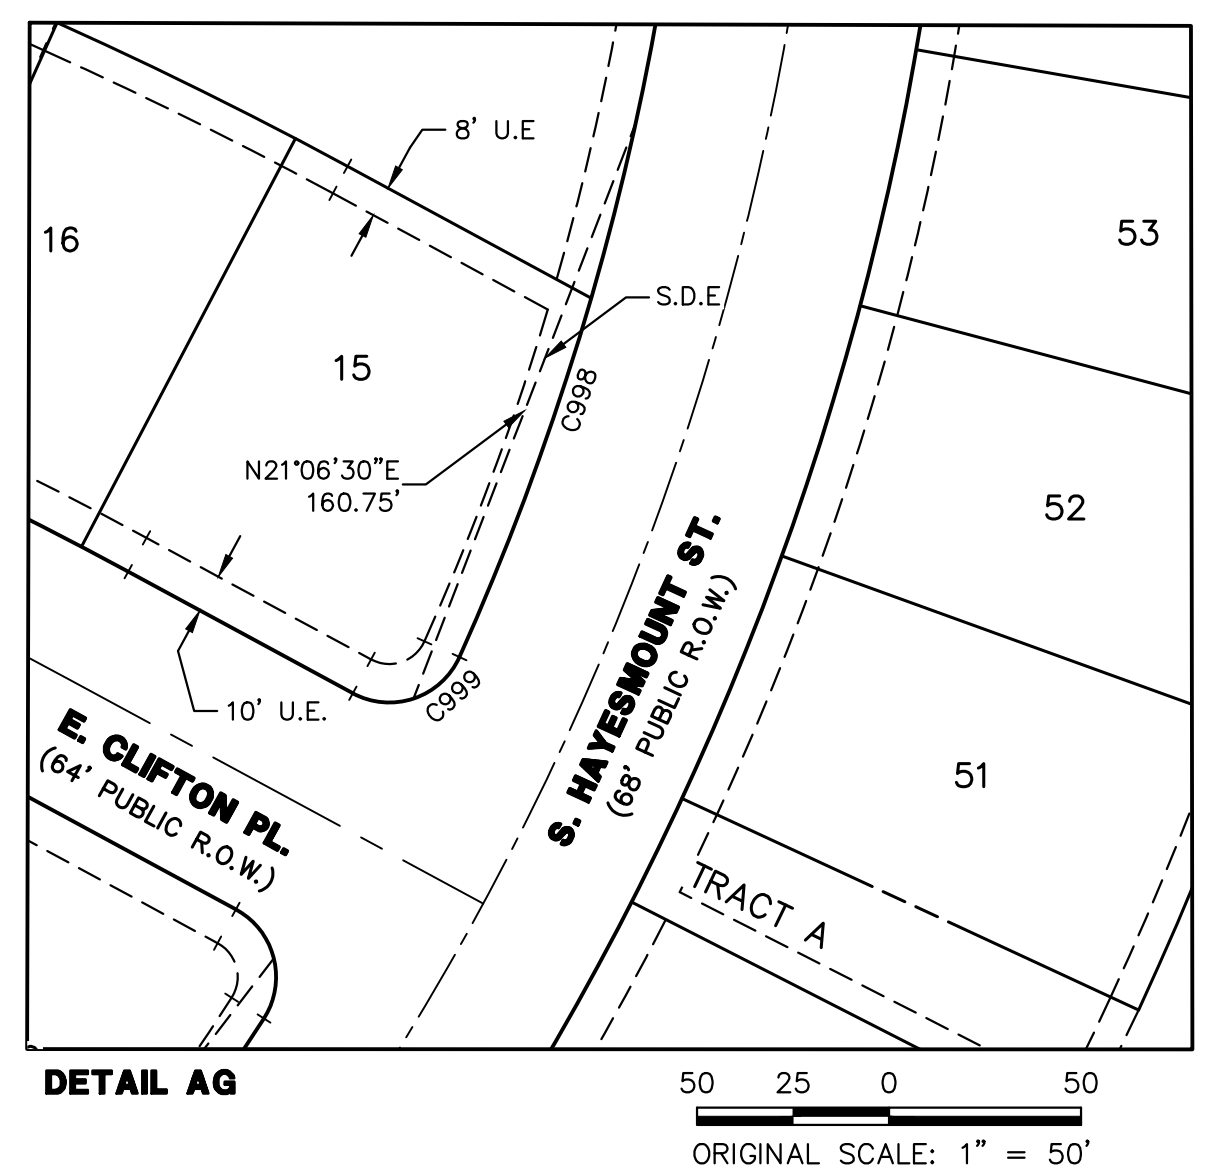 8' U.E
16
53
S.D.E
15
C998
N21°06'30"E
160.75'
52
S. HAYESMOUNT ST.
(68' PUBLIC R.O.W.)
10' U.E.
C999
E. CLIFTON PL.
(64' PUBLIC R.O.W.)
51
TRACT A
DETAIL AG
50 25 0 50
ORIGINAL SCALE: 1" = 50'